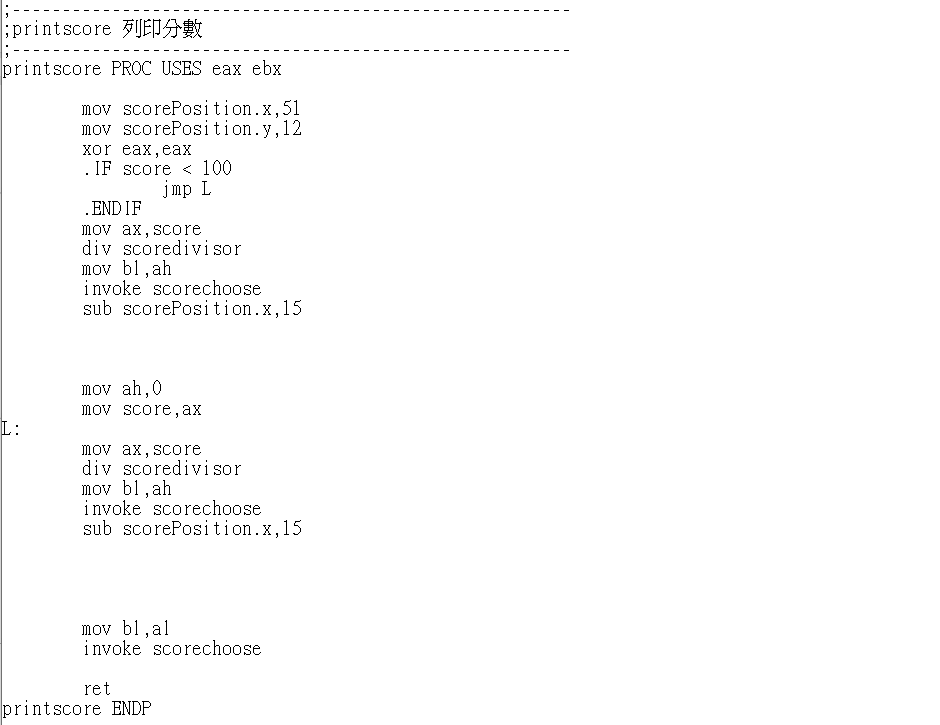 ;--------------------------------------------------------
;printscore 列印分數
;--------------------------------------------------------
printscore PROC USES eax ebx
mov scorePosition.x,51
mov scorePosition.y,12
xor eax,eax
.IF score < 100
jmp L
.ENDIF
mov ax,score
div scoredivisor
mov bl,ah
invoke scorechoose
sub scorePosition.x,15
mov ah,0
mov score,ax
L:
mov ax,score
div scoredivisor
mov bl,ah
invoke scorechoose
sub scorePosition.x,15
mov bl,al
invoke scorechoose
ret
printscore ENDP